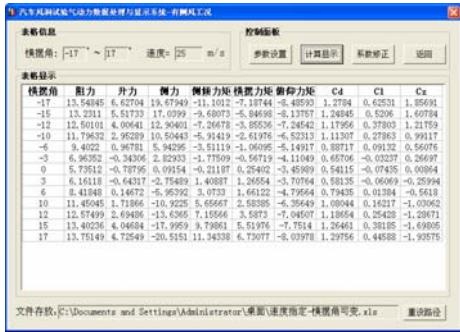 汽车风洞试验气动力数据处理与显示系统-有侧风工况
表格信息
控制面板
横摆角: -17 ~ 17 速度= 25 m/s
参数设置 计算显示 系数修正 返回
表格显示
横摆角 阻力 升力 侧力 侧倾力矩 横摆力矩 俯仰力矩 Cd Cl Cz
-17 13.54845 6.62704 19.67949 -11.1012 -7.18744 -8.48593 1.2784 0.62531 1.85691
-15 13.2311 5.51733 17.0399 -9.68073 -5.84698 -8.13757 1.24845 0.5206 1.60784
-12 12.50101 4.00641 12.90401 -7.26678 -3.85536 -7.24542 1.17956 0.37803 1.21759
-10 11.79632 2.95289 10.50443 -5.94419 -2.61976 -6.52313 1.11307 0.27863 0.99117
-6 9.4022 0.96781 5.94295 -3.51119 -1.06095 -5.14917 0.88717 0.09132 0.56076
-3 6.96352 -0.34306 2.82933 -1.77509 -0.56719 -4.11049 0.65706 -0.03237 0.26697
0 5.73512 -0.78795 0.09154 -0.21187 0.25402 -3.45989 0.54115 -0.07435 0.00864
3 6.16118 -0.64317 -2.75489 1.40887 1.26554 -3.70764 0.58135 -0.06069 -0.25994
6 8.41848 0.14672 -5.95392 3.0733 1.66122 -4.79564 0.79435 0.01384 -0.5618
10 11.45045 1.71866 -10.9225 5.65667 2.58385 -6.35649 1.08044 0.16217 -1.03062
12 12.57499 2.69486 -13.6365 7.15566 3.5873 -7.04507 1.18654 0.25428 -1.28671
15 13.40236 4.04684 -17.9959 9.79861 5.51976 -7.7514 1.26461 0.38185 -1.69805
17 13.75149 4.72549 -20.5151 11.34338 6.73077 -8.03978 1.29756 0.44588 -1.93575
文件存放: C:\Documents and Settings\Administrator\桌面\速度指定-横摆角可变.xls 重设路径